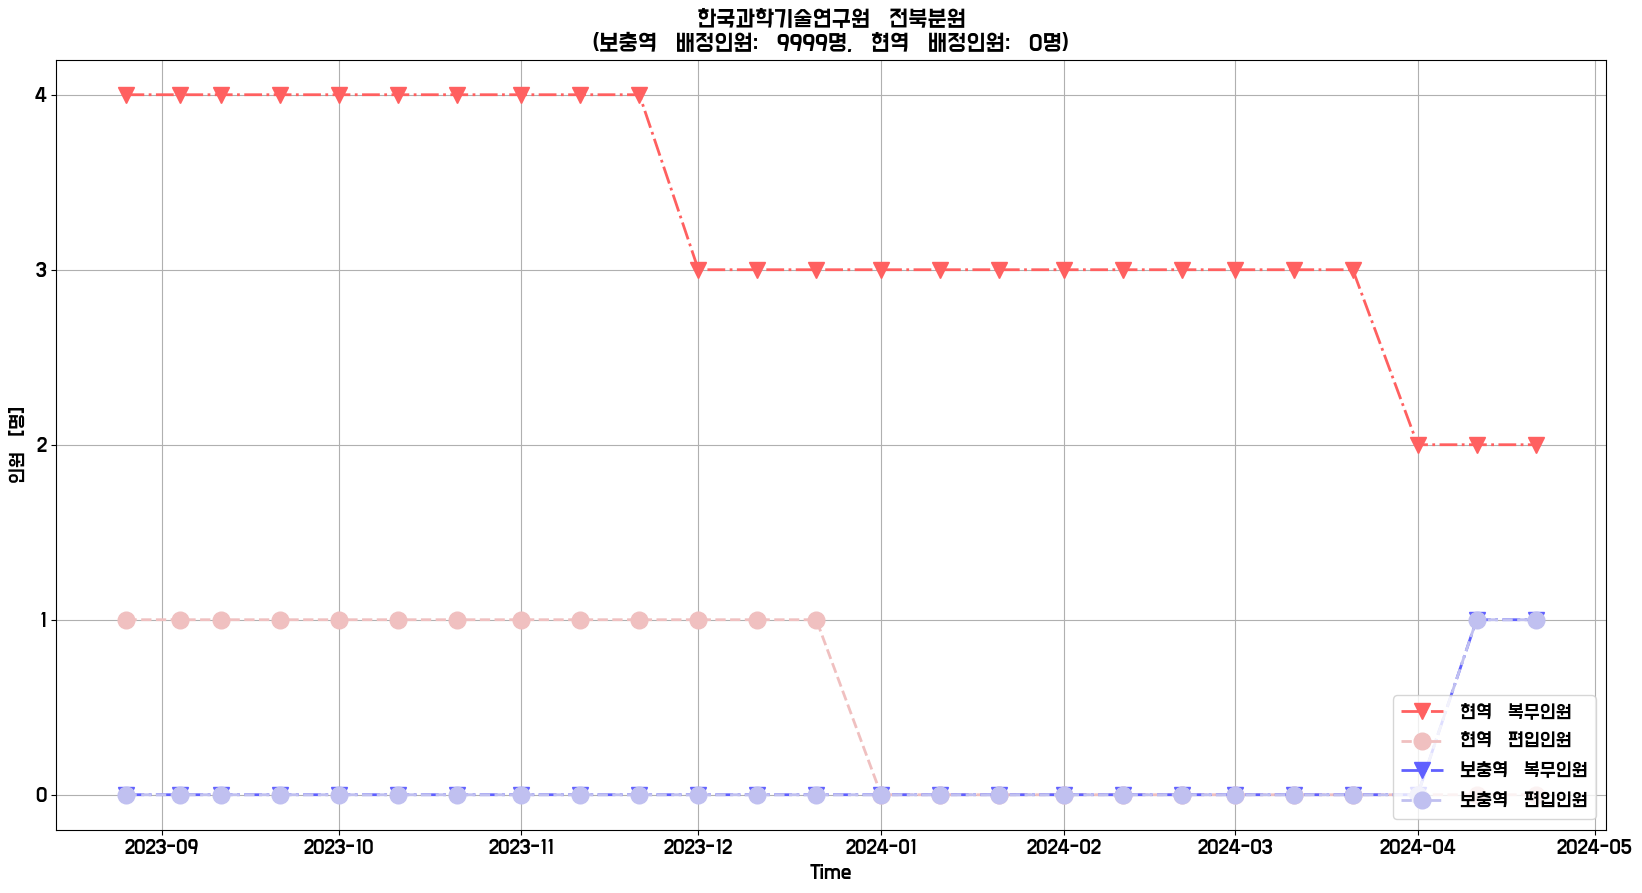 한국과학기술연구원 전북분원
(보충역 배정인원: 9999명, 현역 배정인원: 0명)
인원 [명]
4
3
2
1
0
현역 복무인원
현역 편입인원
보충역 복무인원
보충역 편입인원
2023-09 2023-10 2023-11 2023-12 2024-01 2024-02 2024-03 2024-04 2024-05
Time